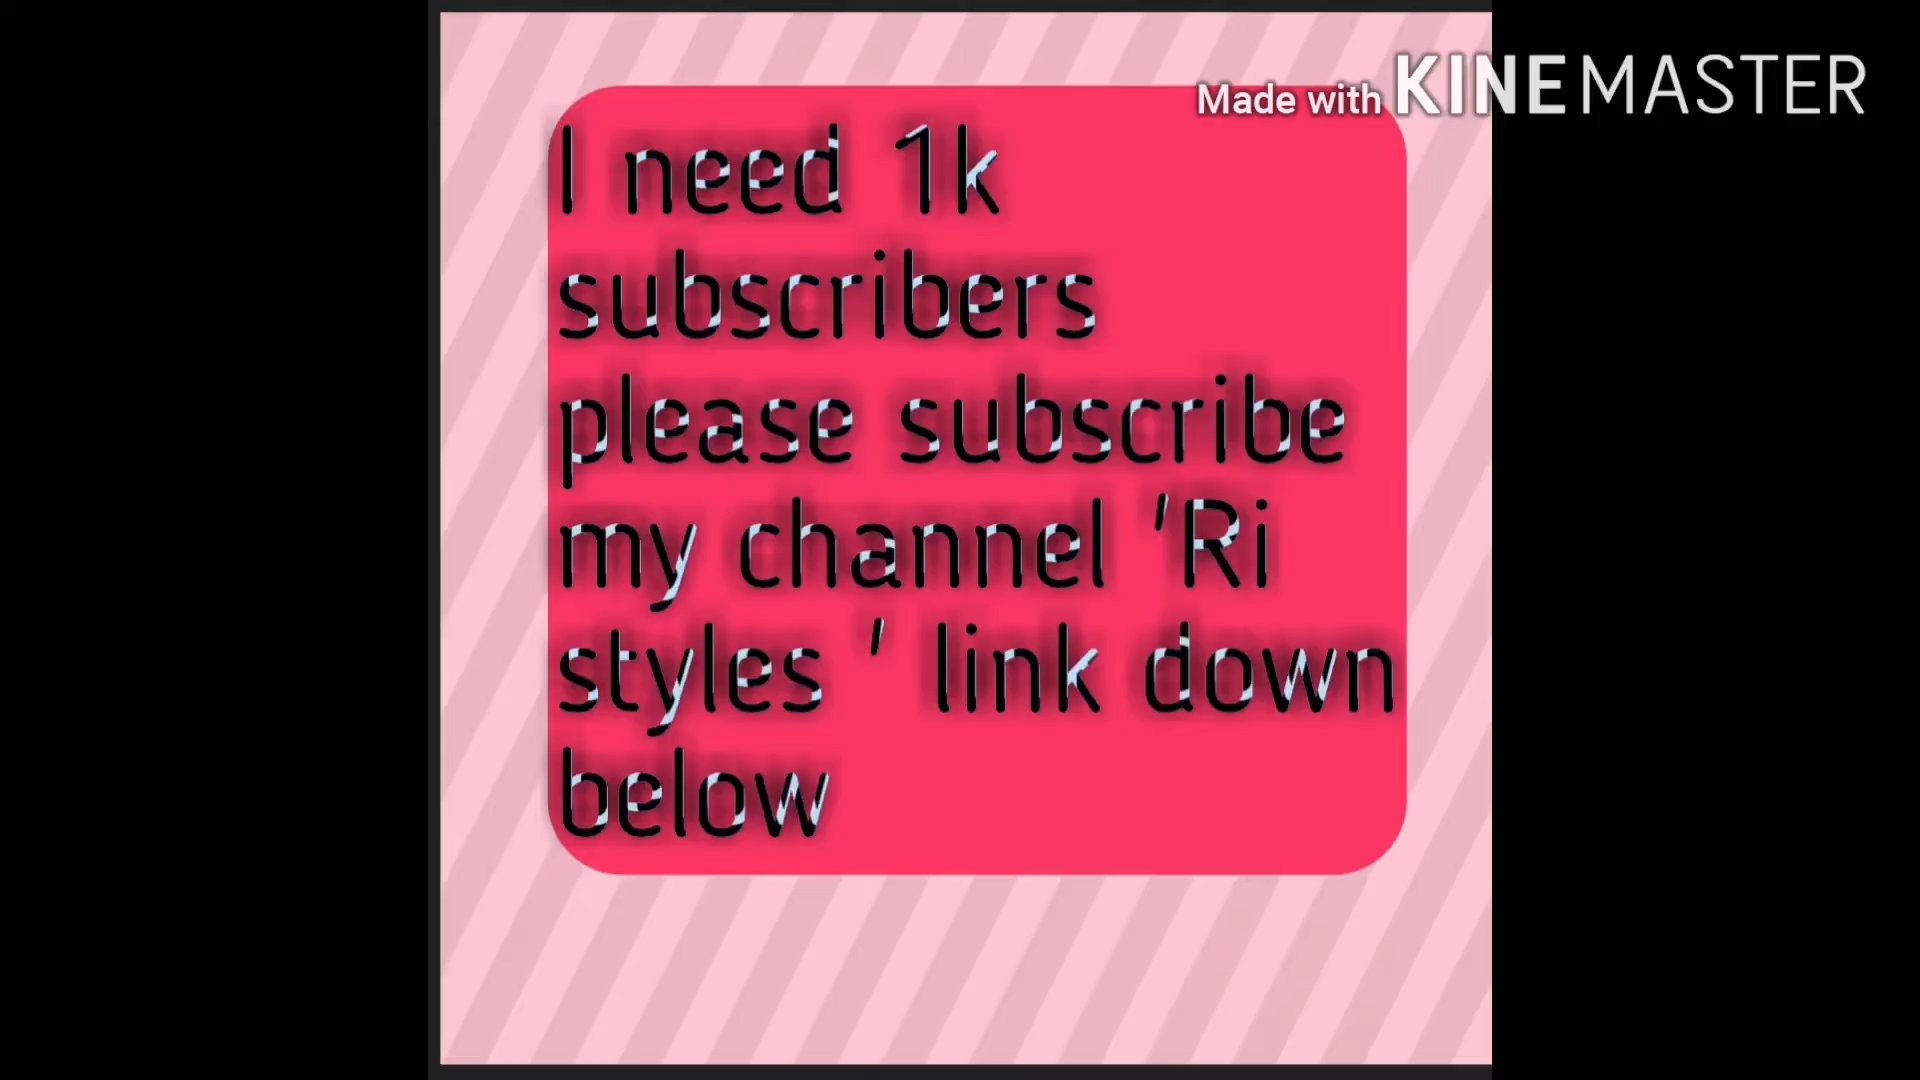 Made with KINEMASTER
I need 1k
subscribers
please subscribe
my channel 'Ri
styles ' link down
below